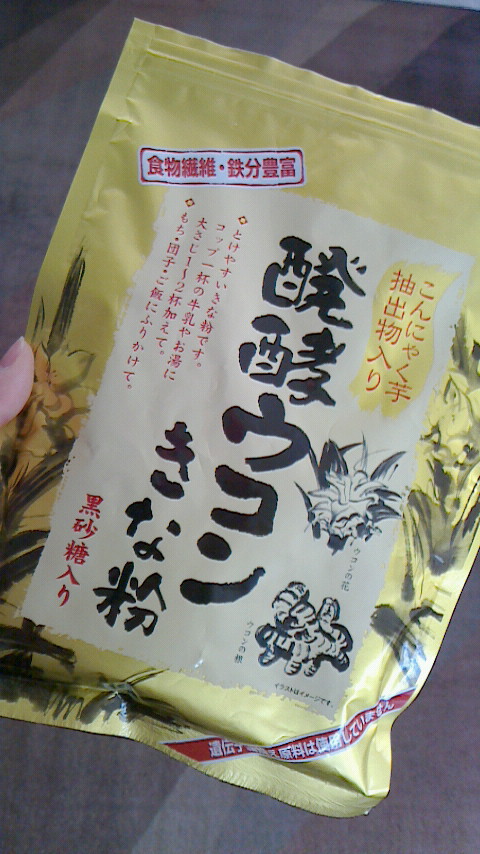 食物繊維・鉄分豊富
こんにゃく芋
抽出物入り
醗酵ウコン
きな粉
黒砂糖入り
とけやすいきな粉です。
コップ一杯の牛乳やお湯に
大さじ1〜2杯加えて。
もち・団子・ご飯にふりかけて。
ウコンの花
ウコンの根
イラストはイメージです。
遺伝子 原料は していません